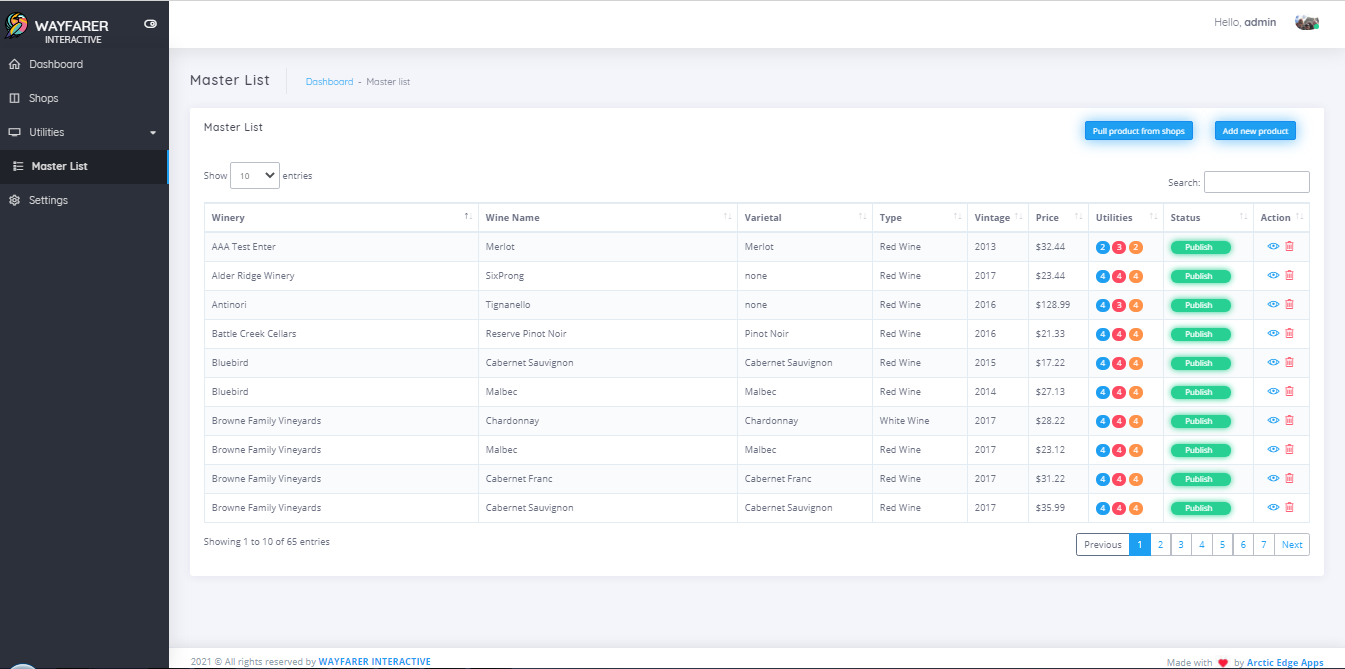 WAYFARER
INTERACTIVE
Hello, admin
Dashboard
Shops
Utilities
Master List
Settings
Master List Dashboard - Master list
Master List Pull product from shops Add new product
Show 10 entries Search:
Winery Wine Name Varietal Type Vintage Price Utilities Status Action
AAA Test Enter Merlot Merlot Red Wine 2013 $32.44 2 3 2 Publish
Alder Ridge Winery SixProng none Red Wine 2017 $23.44 4 4 4 Publish
Antinori Tignanello none Red Wine 2016 $128.99 4 3 4 Publish
Battle Creek Cellars Reserve Pinot Noir Pinot Noir Red Wine 2016 $21.33 4 4 4 Publish
Bluebird Cabernet Sauvignon Cabernet Sauvignon Red Wine 2015 $17.22 4 4 4 Publish
Bluebird Malbec Malbec Red Wine 2014 $27.13 4 4 4 Publish
Browne Family Vineyards Chardonnay Chardonnay White Wine 2017 $28.22 4 4 4 Publish
Browne Family Vineyards Malbec Malbec Red Wine 2017 $23.12 4 4 4 Publish
Browne Family Vineyards Cabernet Franc Cabernet Franc Red Wine 2017 $31.22 4 4 4 Publish
Browne Family Vineyards Cabernet Sauvignon Cabernet Sauvignon Red Wine 2017 $35.99 4 4 4 Publish
Showing 1 to 10 of 65 entries Previous 1 2 3 4 5 6 7 Next
2021 © All rights reserved by WAYFARER INTERACTIVE Made with ♥ by Arctic Edge Apps